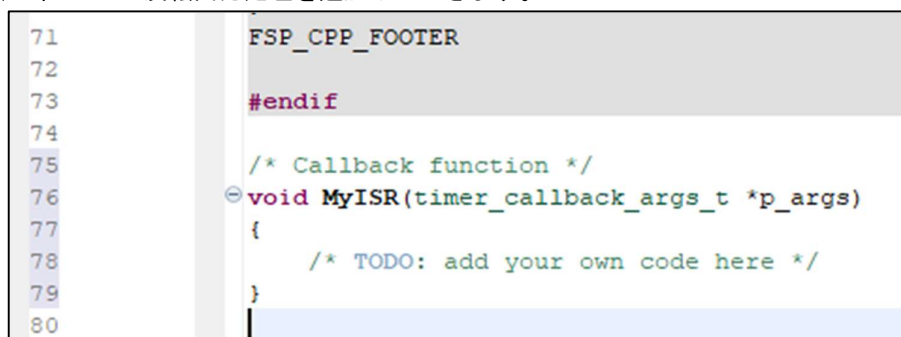 71 FSP_CPP_FOOTER
72
73 #endif
74
75 /* Callback function */
76 void MyISR(timer_callback_args_t *p_args)
77 {
78 /* TODO: add your own code here */
79 }
80